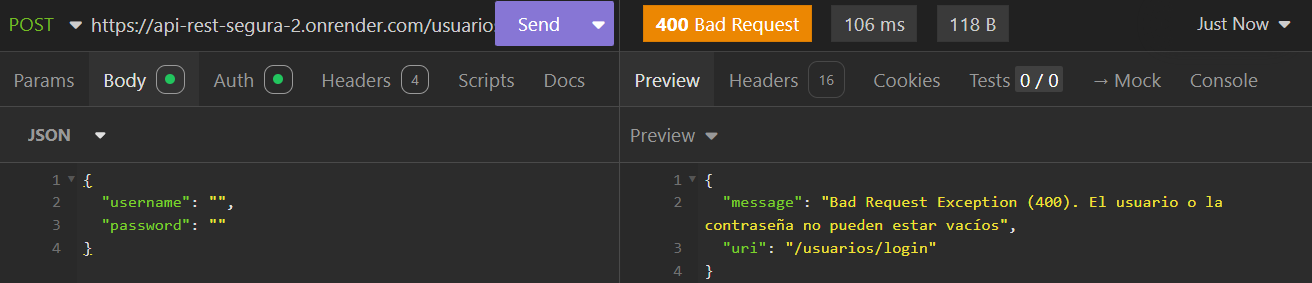 POST https://api-rest-segura-2.onrender.com/usuarios Send 400 Bad Request 106 ms 118 B Just Now
Params Body Auth Headers 4 Scripts Docs Preview Headers 16 Cookies Tests 0 / 0 → Mock Console
JSON Preview
1 {
2 "username": "",
3 "password": ""
4 }
1 {
2 "message": "Bad Request Exception (400). El usuario o la
contraseña no pueden estar vacíos",
3 "uri": "/usuarios/login"
4 }